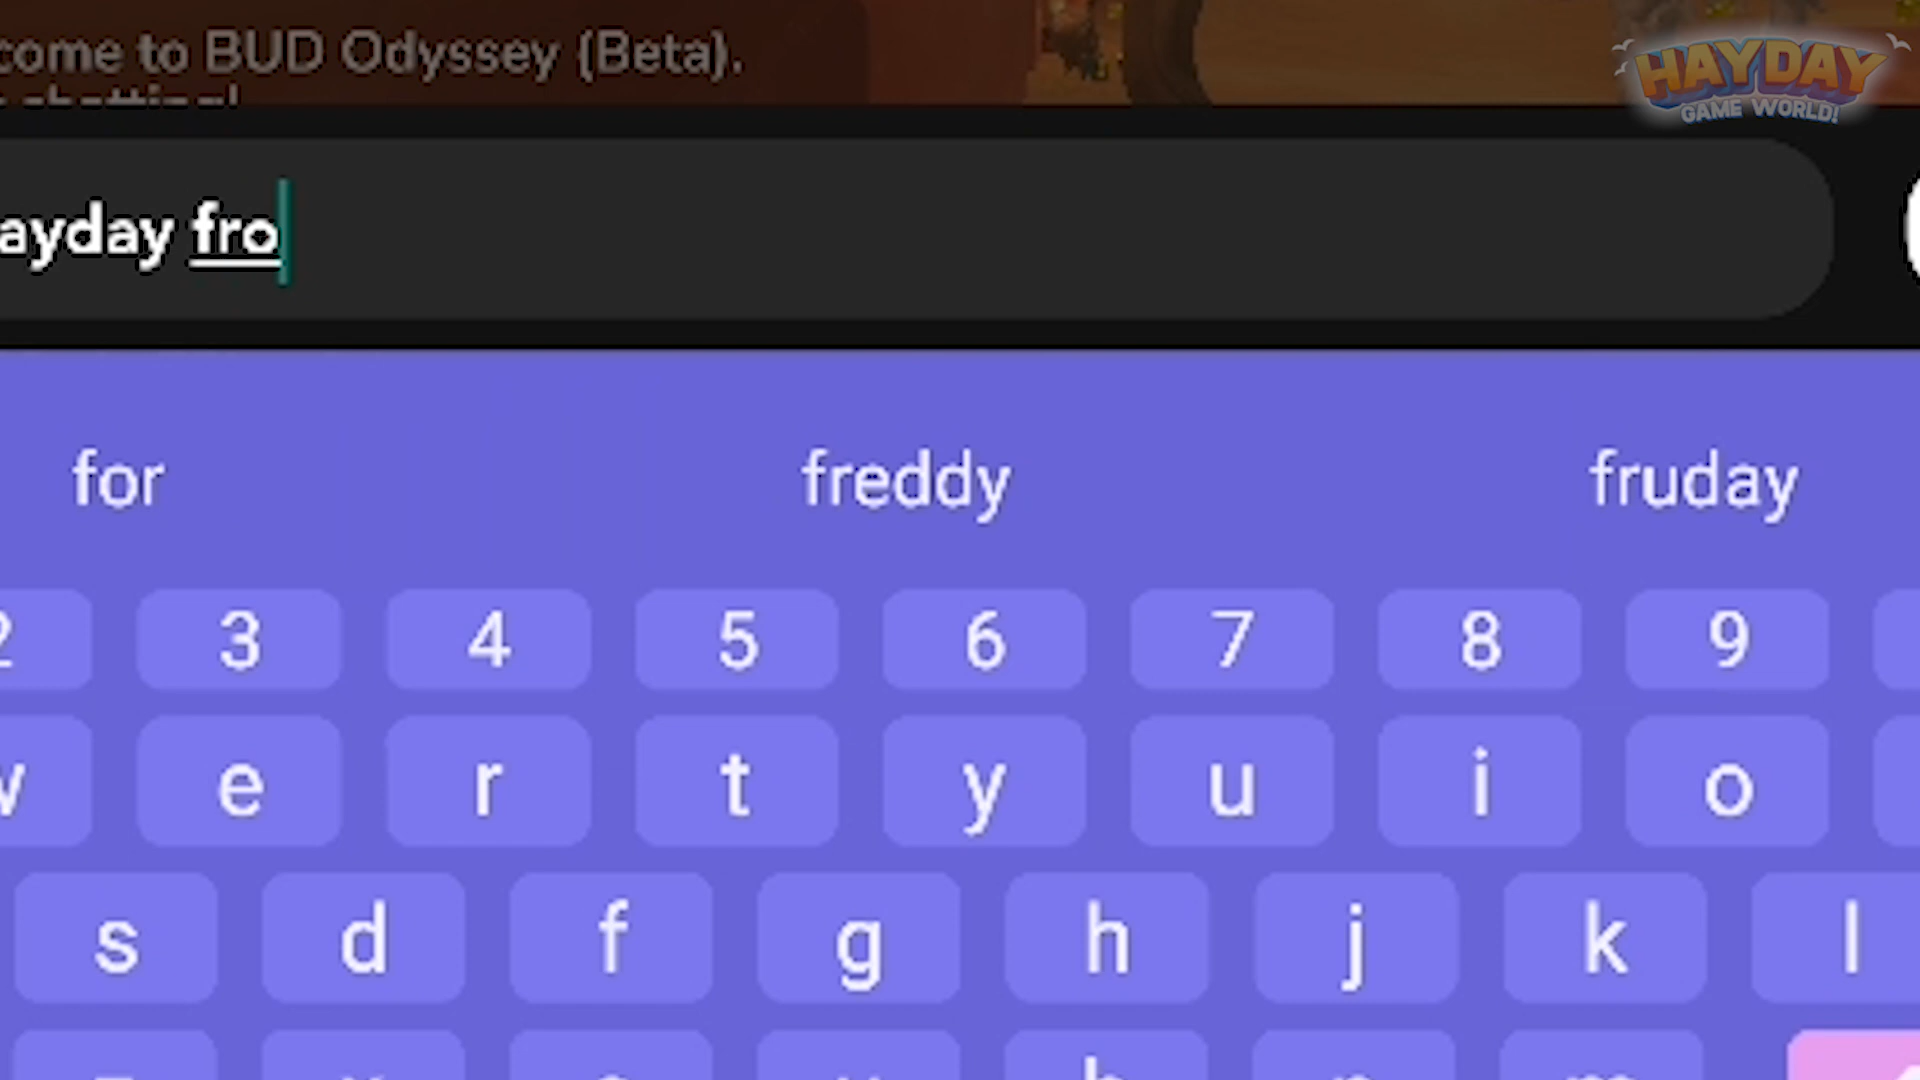 come to BUD Odyssey (Beta).
HAYDAY
GAME WORLD!
ayday fro
for freddy fruday
2 3 4 5 6 7 8 9
w e r t y u i o
s d f g h j k l